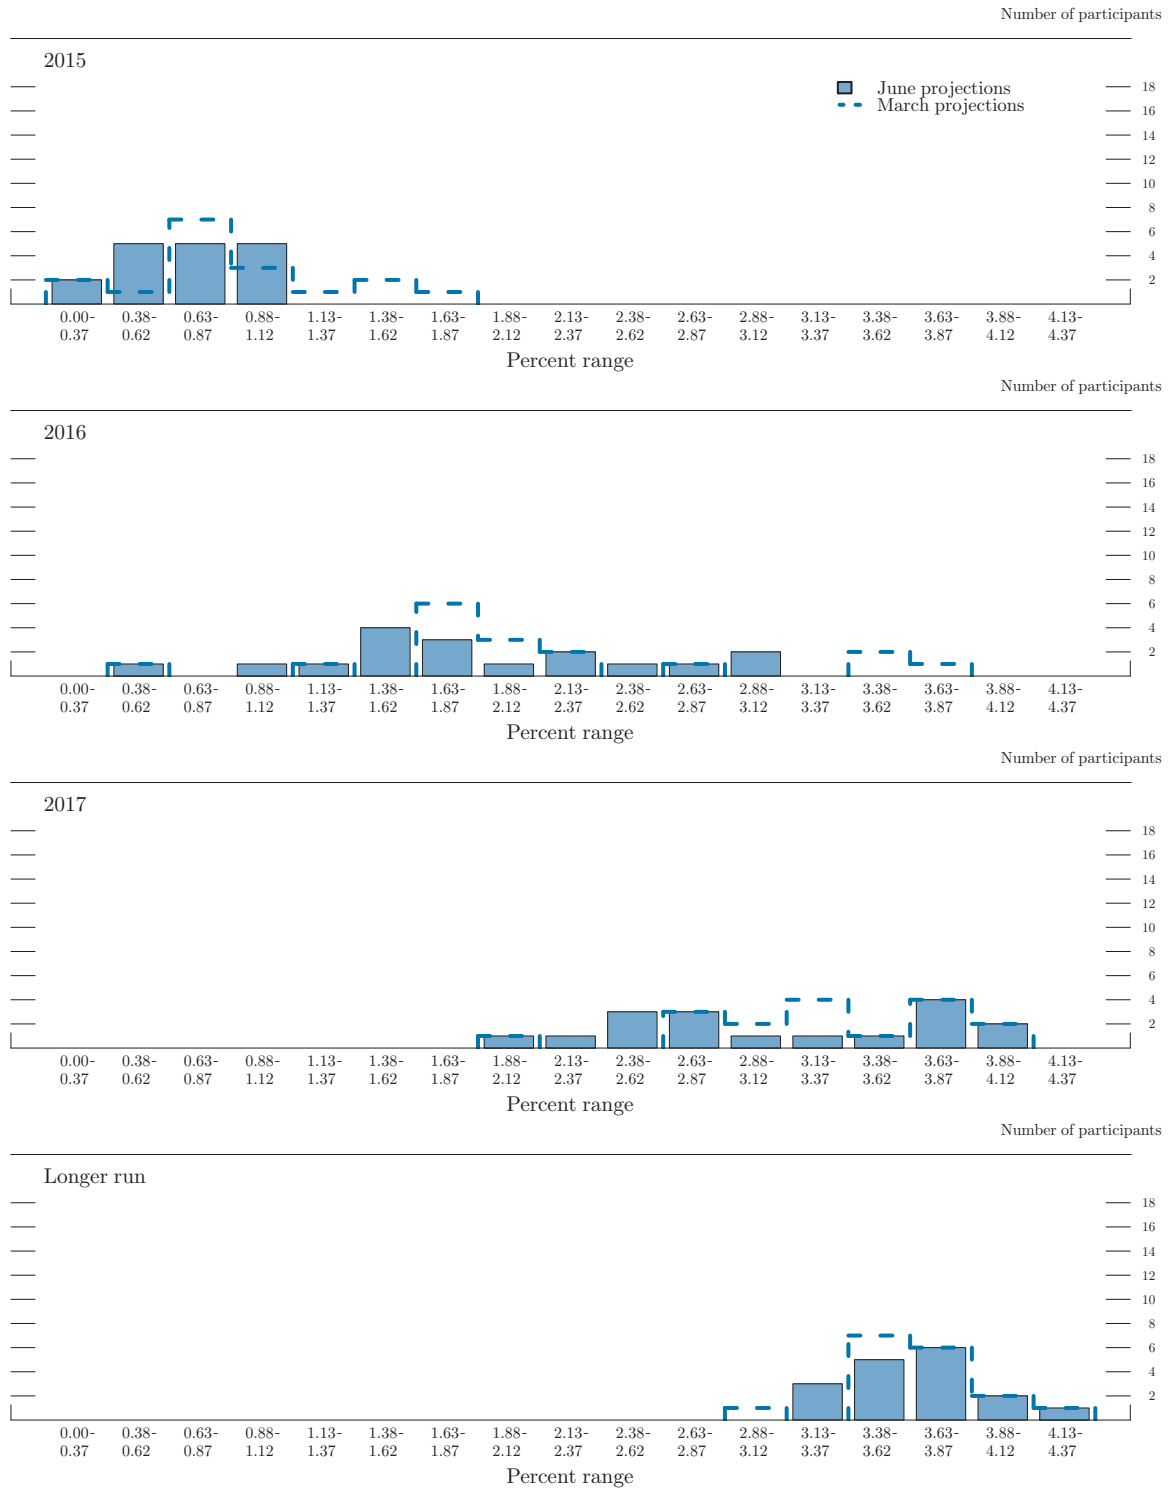 Number of participants
2015
June projections
March projections
18
16
14
12
10
8
6
4
2
0.00- 0.38- 0.63- 0.88- 1.13- 1.38- 1.63- 1.88- 2.13- 2.38- 2.63- 2.88- 3.13- 3.38- 3.63- 3.88- 4.13-
0.37 0.62 0.87 1.12 1.37 1.62 1.87 2.12 2.37 2.62 2.87 3.12 3.37 3.62 3.87 4.12 4.37
Percent range
Number of participants
2016
18
16
14
12
10
8
6
4
2
0.00- 0.38- 0.63- 0.88- 1.13- 1.38- 1.63- 1.88- 2.13- 2.38- 2.63- 2.88- 3.13- 3.38- 3.63- 3.88- 4.13-
0.37 0.62 0.87 1.12 1.37 1.62 1.87 2.12 2.37 2.62 2.87 3.12 3.37 3.62 3.87 4.12 4.37
Percent range
Number of participants
2017
18
16
14
12
10
8
6
4
2
0.00- 0.38- 0.63- 0.88- 1.13- 1.38- 1.63- 1.88- 2.13- 2.38- 2.63- 2.88- 3.13- 3.38- 3.63- 3.88- 4.13-
0.37 0.62 0.87 1.12 1.37 1.62 1.87 2.12 2.37 2.62 2.87 3.12 3.37 3.62 3.87 4.12 4.37
Percent range
Number of participants
Longer run
18
16
14
12
10
8
6
4
2
0.00- 0.38- 0.63- 0.88- 1.13- 1.38- 1.63- 1.88- 2.13- 2.38- 2.63- 2.88- 3.13- 3.38- 3.63- 3.88- 4.13-
0.37 0.62 0.87 1.12 1.37 1.62 1.87 2.12 2.37 2.62 2.87 3.12 3.37 3.62 3.87 4.12 4.37
Percent range